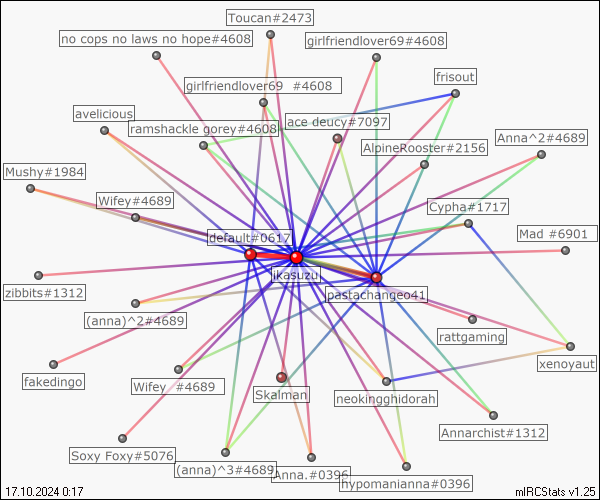 Toucan#2473
no cops no laws no hope#4608
girlfriendlover69#4608
frisout
girlfriendlover69 #4608
avelicious
ace deucy#7097
ramshackle gorey#4608
Anna^2#4689
AlpineRooster#2156
Mushy#1984
Wifey#4689
Cypha#1717
default#0617
Mad #6901
ikasuzu
zibbits#1312
pastachangeo41
(anna)^2#4689
rattgaming
xenoyaut
fakedingo
Wifey #4689
Skalman
neokingghidorah
Annarchist#1312
Soxy Foxy#5076
(anna)^3#4689
Anna.#0396
hypomanianna#0396
17.10.2024 0:17
mIRCStats v1.25